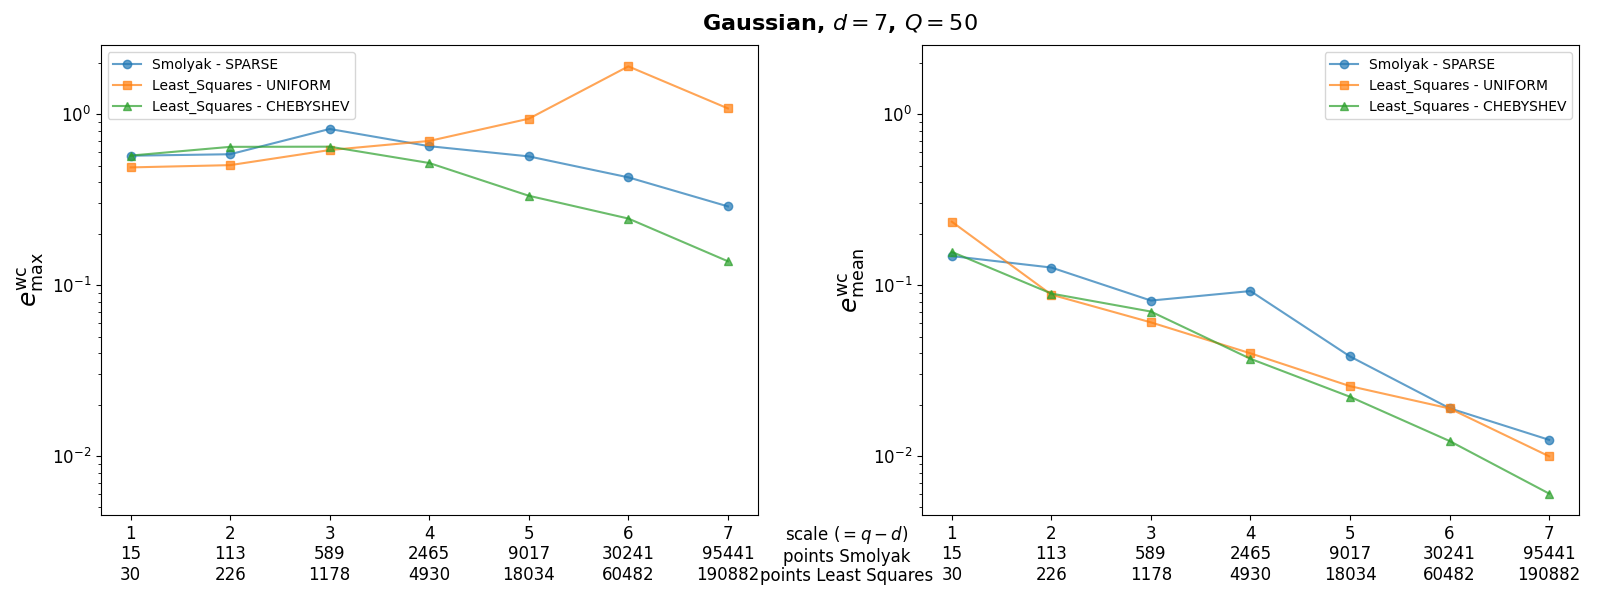 Gaussian, d = 7, Q = 50
Smolyak - SPARSE
Least_Squares - UNIFORM
Least_Squares - CHEBYSHEV
Smolyak - SPARSE
Least_Squares - UNIFORM
Least_Squares - CHEBYSHEV
10⁰
10⁻¹
10⁻²
e^wc_max
10⁰
10⁻¹
10⁻²
e^wc_mean
1 2 3 4 5 6 7 scale (= q − d) 1 2 3 4 5 6 7
15 113 589 2465 9017 30241 95441 points Smolyak 15 113 589 2465 9017 30241 95441
30 226 1178 4930 18034 60482 190882 points Least Squares 30 226 1178 4930 18034 60482 190882